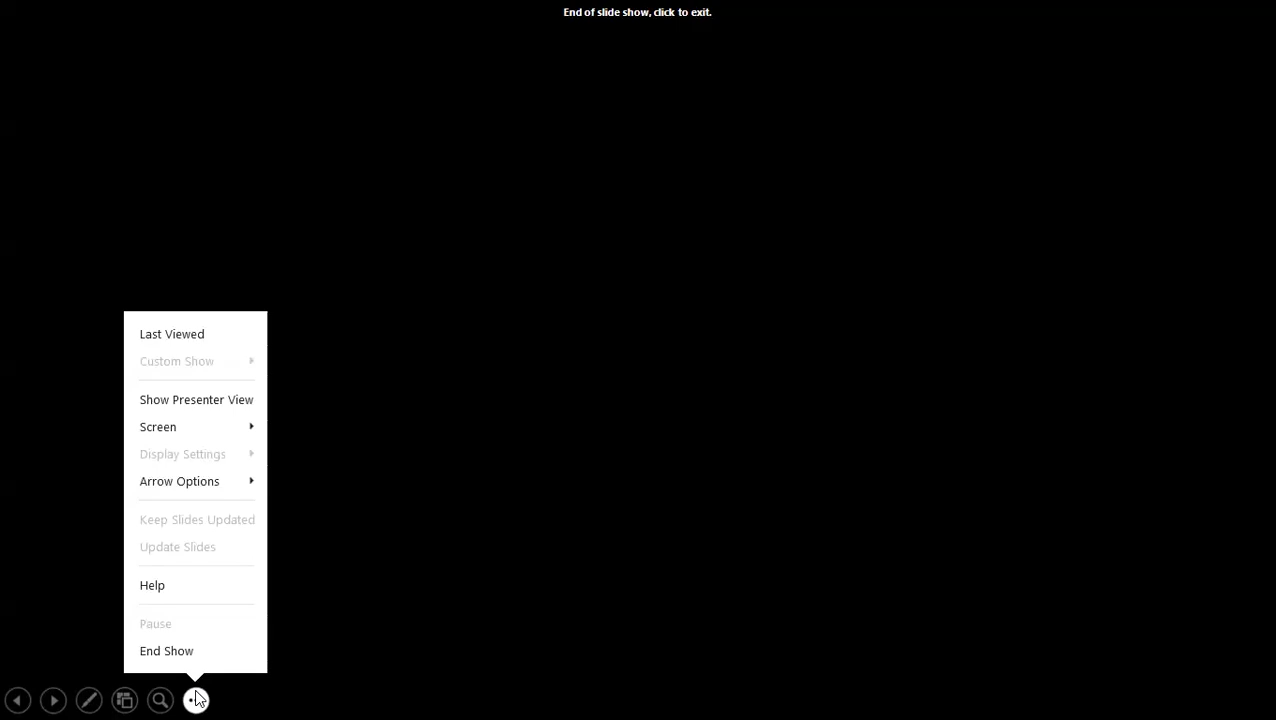 End of slide show, click to exit.
Last Viewed
Custom Show
Show Presenter View
Screen
Display Settings
Arrow Options
Keep Slides Updated
Update Slides
Help
Pause
End Show